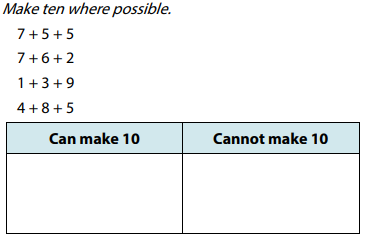 Make ten where possible.
7 + 5 + 5
7 + 6 + 2
1 + 3 + 9
4 + 8 + 5
Can make 10 Cannot make 10